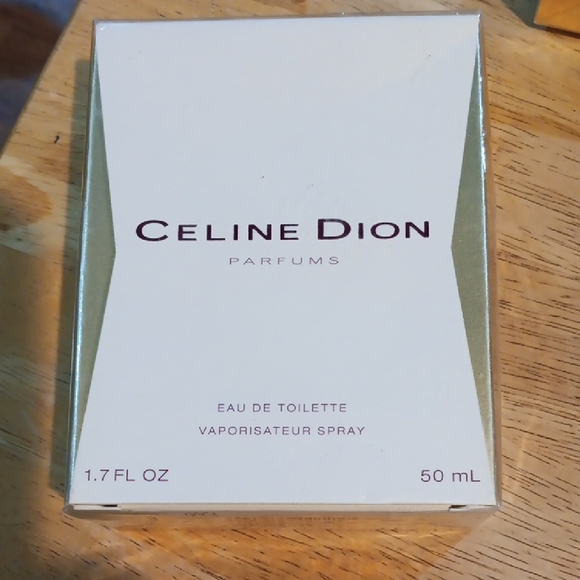 CELINE DION
PARFUMS
EAU DE TOILETTE
VAPORISATEUR SPRAY
1.7 FL OZ 50 mL